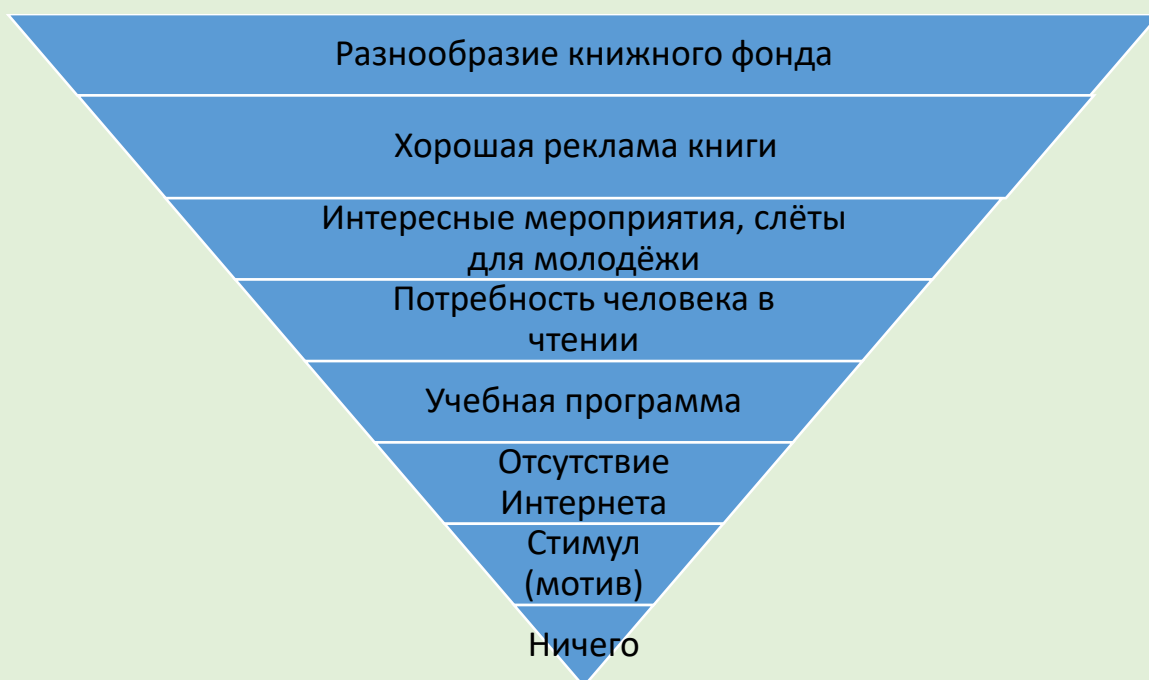 Разнообразие книжного фонда
Хорошая реклама книги
Интересные мероприятия, слёты
для молодёжи
Потребность человека в
чтении
Учебная программа
Отсутствие
Интернета
Стимул
(мотив)
Ничего